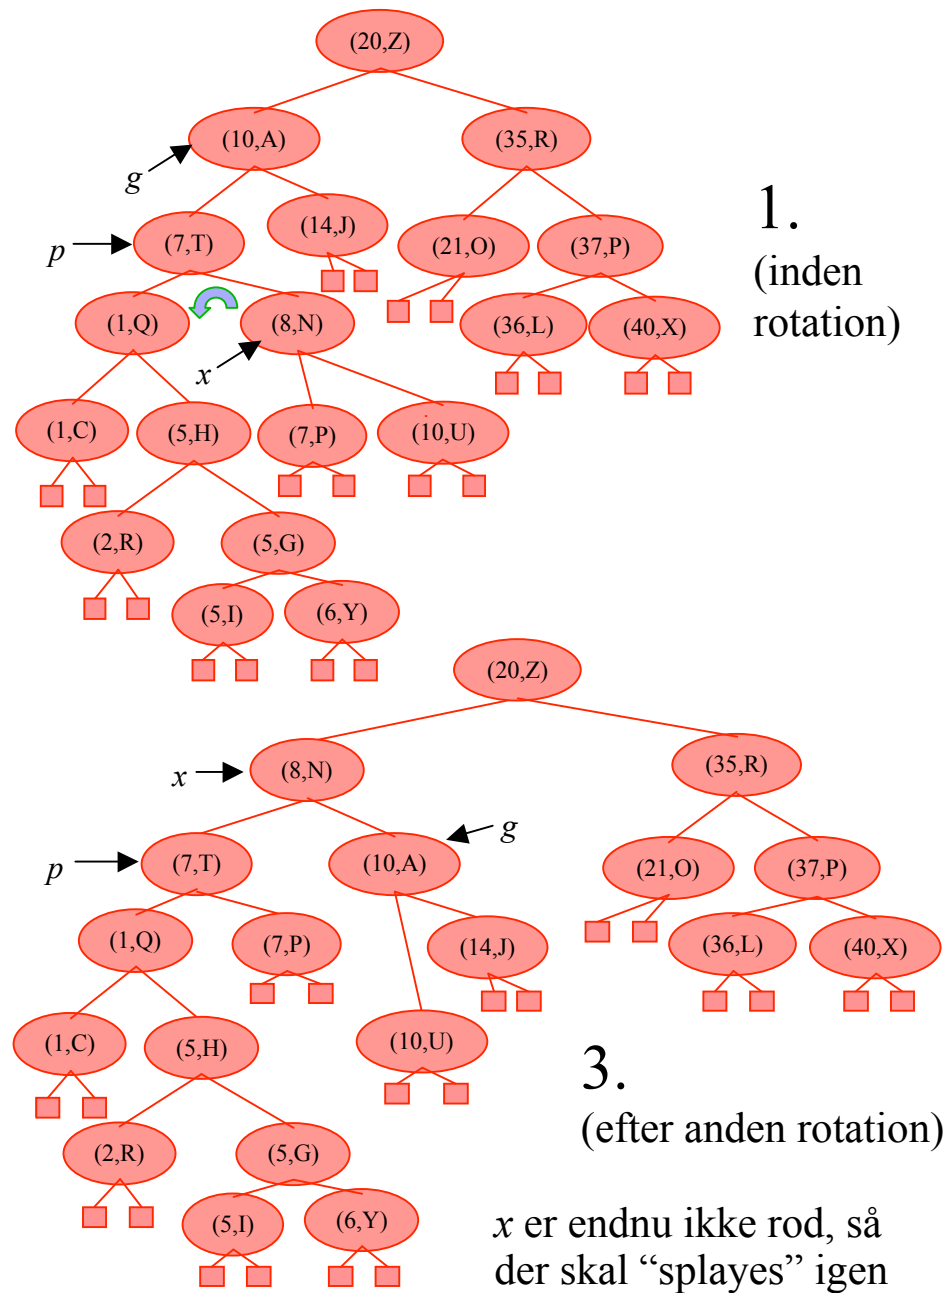 (20,Z)
(10,A) (35,R)
g
(7,T) (14,J) (21,O) (37,P)
p
1.
(inden
rotation)
(1,Q) (8,N) (36,L) (40,X)
x
(1,C) (5,H) (7,P) (10,U)
(2,R) (5,G)
(5,I) (6,Y)
(20,Z)
x (8,N) (35,R)
g
p (7,T) (10,A) (21,O) (37,P)
(1,Q) (7,P) (14,J) (36,L) (40,X)
(1,C) (5,H) (10,U)
3.
(efter anden rotation)
(2,R) (5,G)
(5,I) (6,Y)
x er endnu ikke rod, så
der skal “splayes” igen